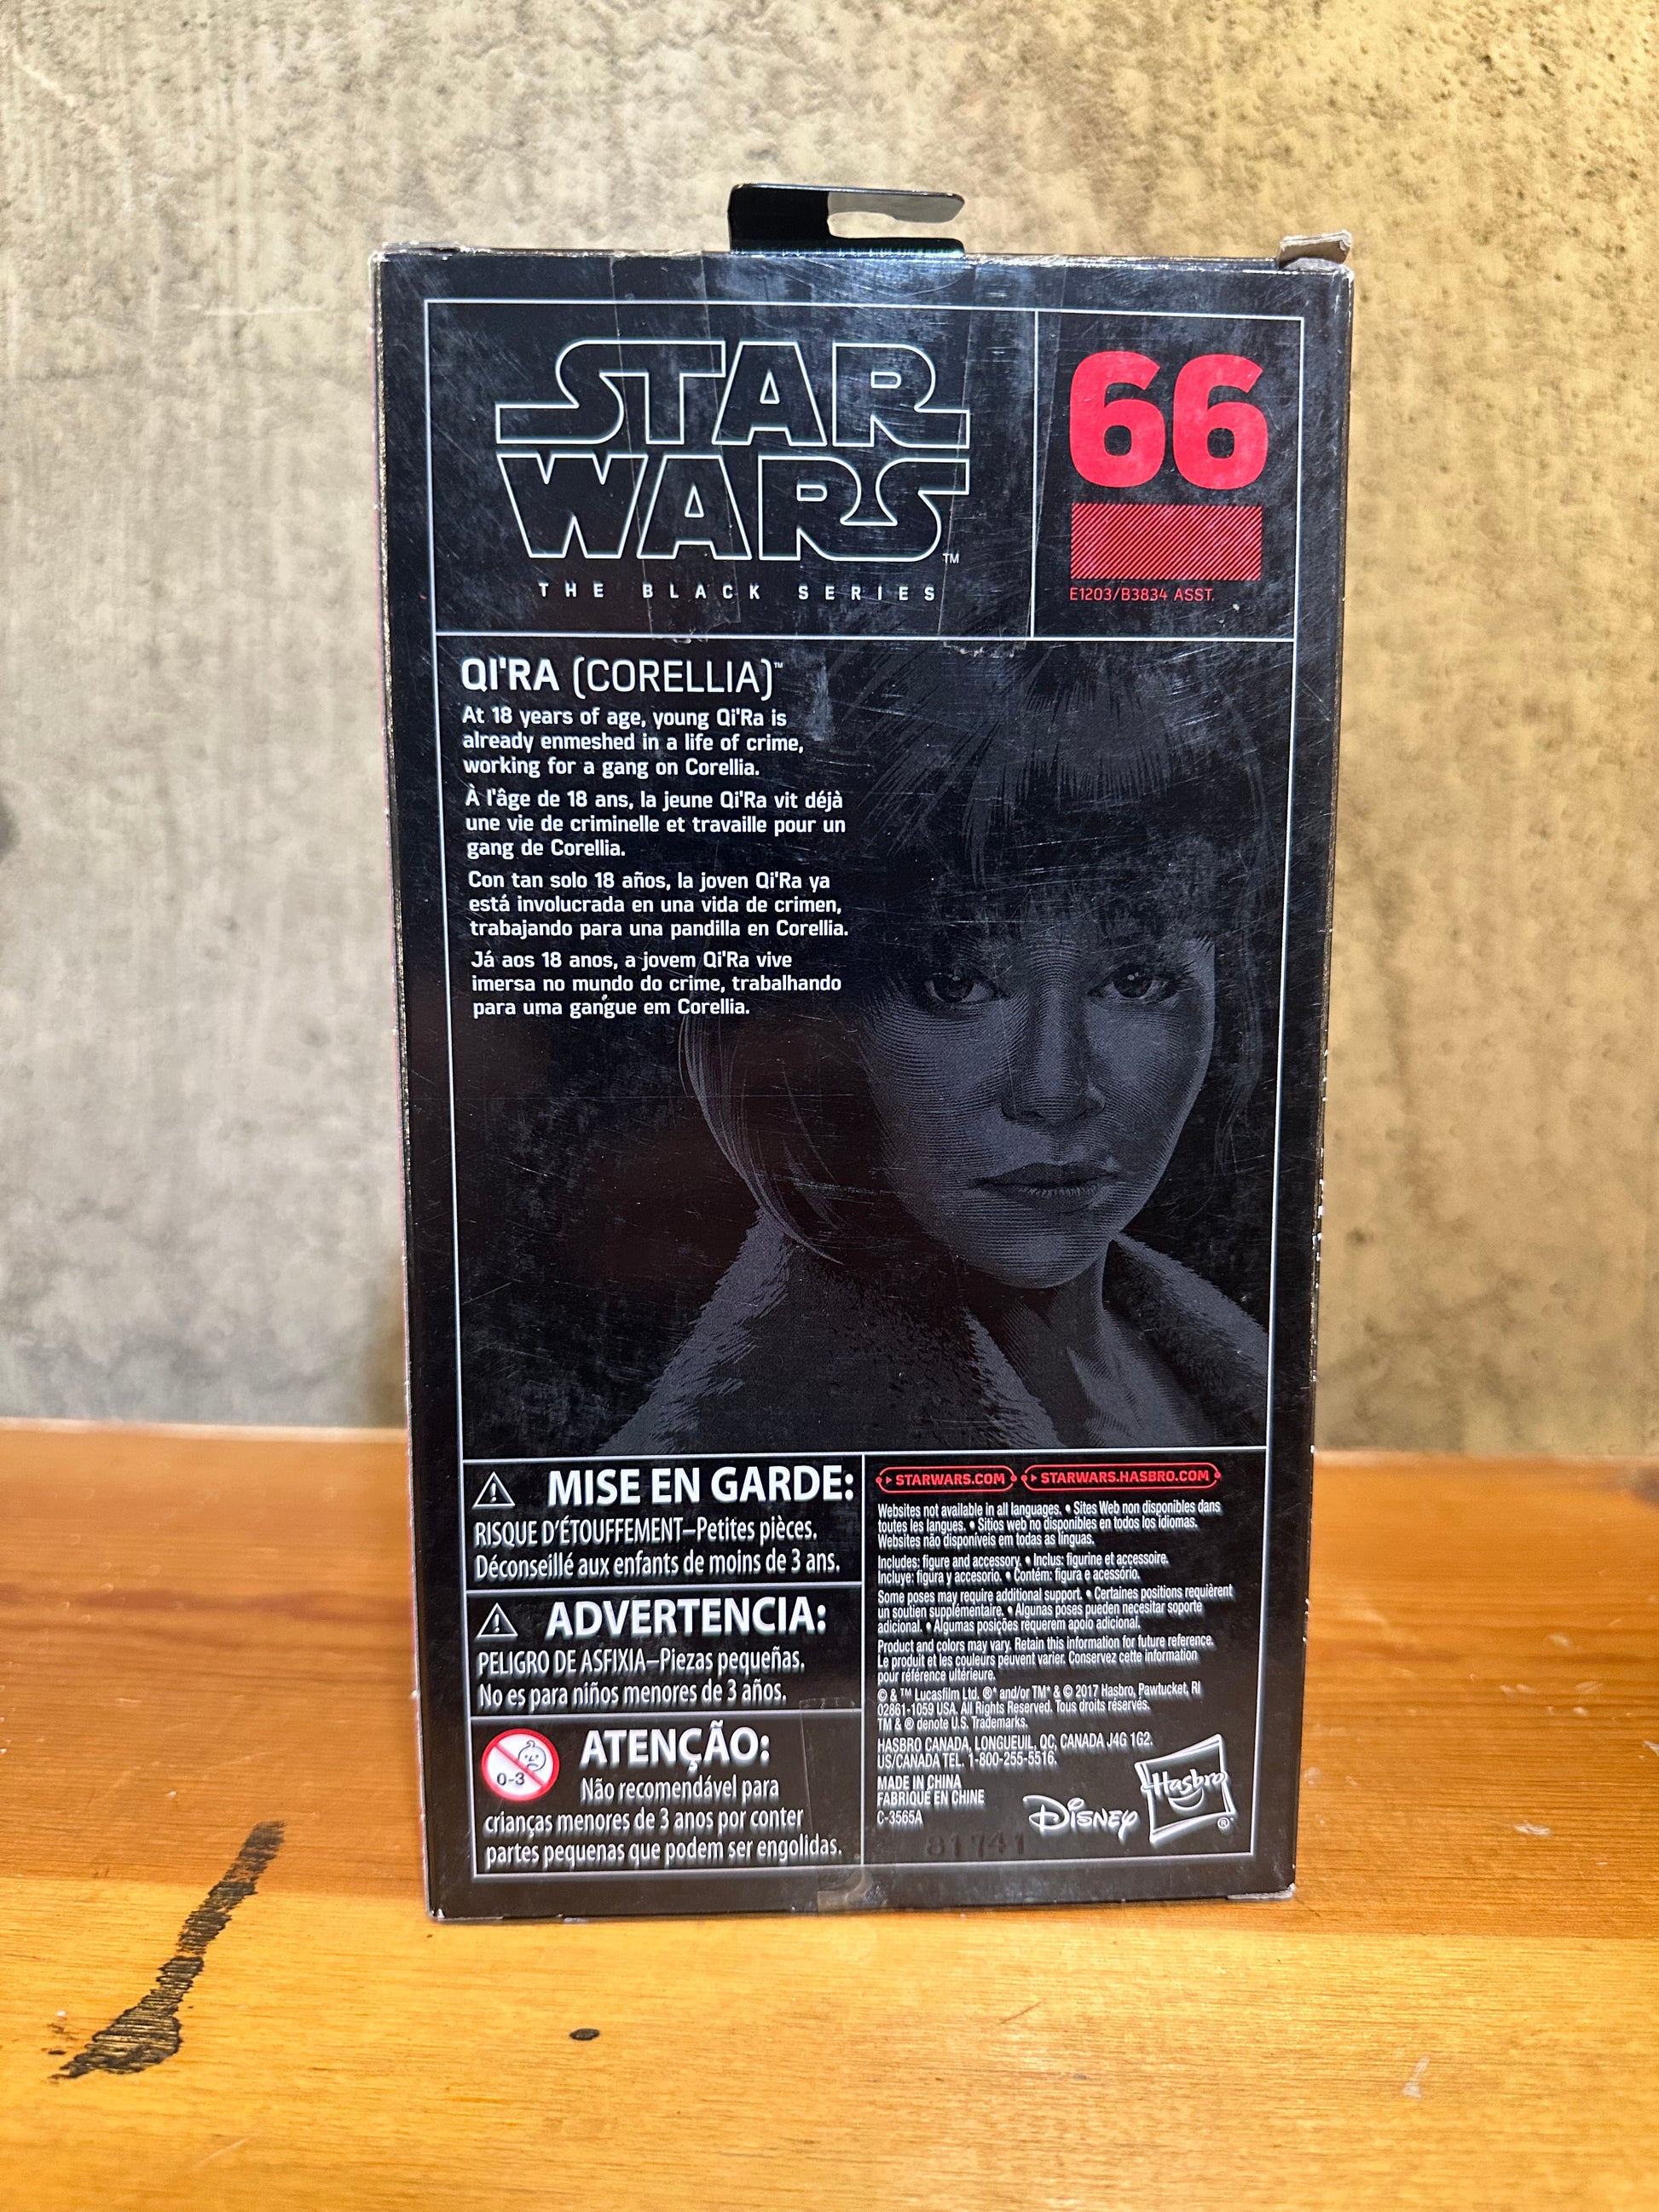 STAR
WARS
TM
THE BLACK SERIES
66
E1203/B3834 ASST.
QI'RA (CORELLIA)™
At 18 years of age, young Qi'Ra is
already enmeshed in a life of crime,
working for a gang on Corellia.
À l'âge de 18 ans, la jeune Qi'Ra vit déjà
une vie de criminelle et travaille pour un
gang de Corellia.
Con tan solo 18 años, la joven Qi'Ra ya
está involucrada en una vida de crimen,
trabajando para una pandilla en Corellia.
Já aos 18 anos, a jovem Qi'Ra vive
imersa no mundo do crime, trabalhando
para uma gangue em Corellia.
MISE EN GARDE:
RISQUE D'ÉTOUFFEMENT–Petites pièces.
Déconseillé aux enfants de moins de 3 ans.
ADVERTENCIA:
PELIGRO DE ASFIXIA–Piezas pequeñas.
No es para niños menores de 3 años.
0-3
ATENÇÃO:
Não recomendável para
crianças menores de 3 anos por conter
partes pequenas que podem ser engolidas.
STARWARS.COM STARWARS.HASBRO.COM
Websites not available in all languages. • Sites Web non disponibles dans
toutes les langues. • Sitios web no disponibles en todos los idiomas.
Websites não disponíveis em todas as línguas.
Includes: figure and accessory. • Inclus: figurine et accessoire.
Incluye: figura y accesorio. • Contém: figura e acessório.
Some poses may require additional support. • Certaines positions requièrent
un soutien supplémentaire. • Algunas poses pueden necesitar soporte
adicional. • Algumas posições requerem apoio adicional.
Product and colors may vary. Retain this information for future reference.
Le produit et les couleurs peuvent varier. Conservez cette information
pour référence ultérieure.
© & ™ Lucasfilm Ltd. ®* and/or TM* & © 2017 Hasbro, Pawtucket, RI
02861-1059 USA. All Rights Reserved. Tous droits réservés.
TM & ® denote U.S. Trademarks.
HASBRO CANADA, LONGUEUIL, QC, CANADA J4G 1G2.
US/CANADA TEL. 1-800-255-5516.
MADE IN CHINA
FABRIQUÉ EN CHINE
C-3565A
81741
Disney
Hasbro
®